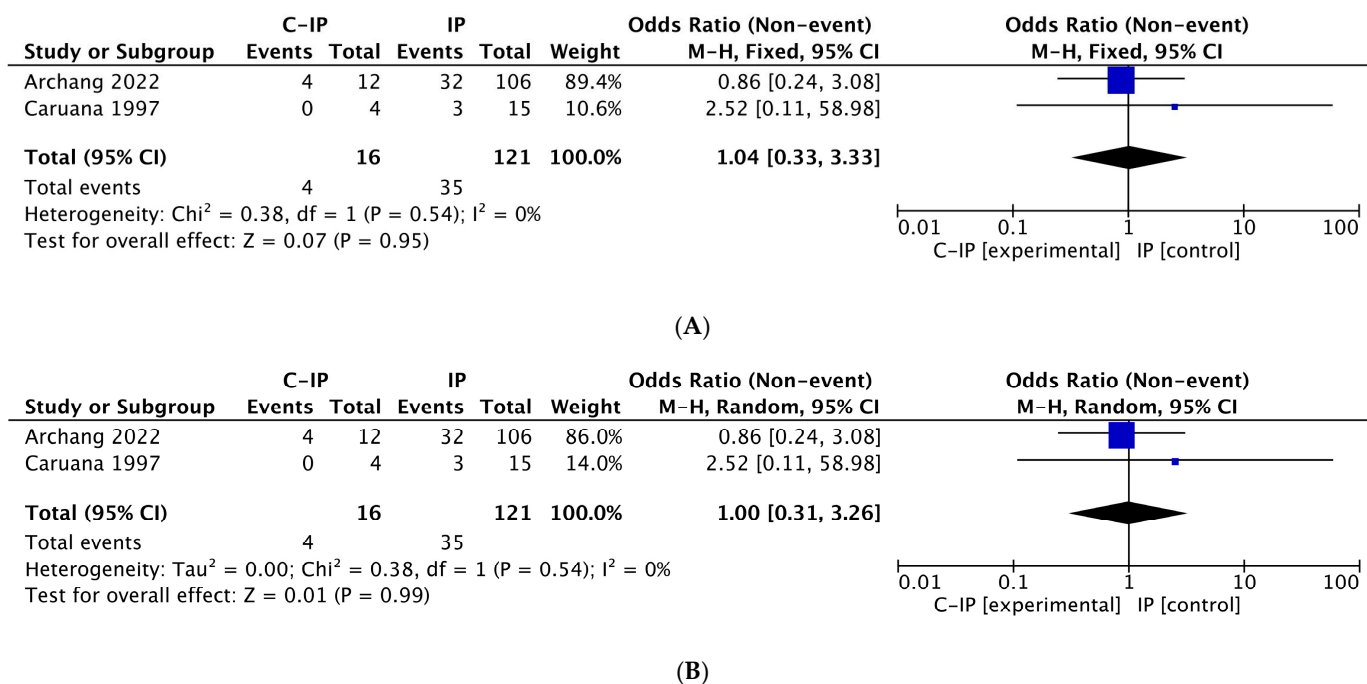 C-IP IP Odds Ratio (Non-event) Odds Ratio (Non-event)
Study or Subgroup Events Total Events Total Weight M-H, Fixed, 95% CI M-H, Fixed, 95% CI
Archang 2022 4 12 32 106 89.4% 0.86 [0.24, 3.08]
Caruana 1997 0 4 3 15 10.6% 2.52 [0.11, 58.98]
Total (95% CI) 16 121 100.0% 1.04 [0.33, 3.33]
Total events 4 35
Heterogeneity: Chi² = 0.38, df = 1 (P = 0.54); I² = 0%
Test for overall effect: Z = 0.07 (P = 0.95)
0.01 0.1 1 10 100
C-IP [experimental] IP [control]
(A)
C-IP IP Odds Ratio (Non-event) Odds Ratio (Non-event)
Study or Subgroup Events Total Events Total Weight M-H, Random, 95% CI M-H, Random, 95% CI
Archang 2022 4 12 32 106 86.0% 0.86 [0.24, 3.08]
Caruana 1997 0 4 3 15 14.0% 2.52 [0.11, 58.98]
Total (95% CI) 16 121 100.0% 1.00 [0.31, 3.26]
Total events 4 35
Heterogeneity: Tau² = 0.00; Chi² = 0.38, df = 1 (P = 0.54); I² = 0%
Test for overall effect: Z = 0.01 (P = 0.99)
0.01 0.1 1 10 100
C-IP [experimental] IP [control]
(B)